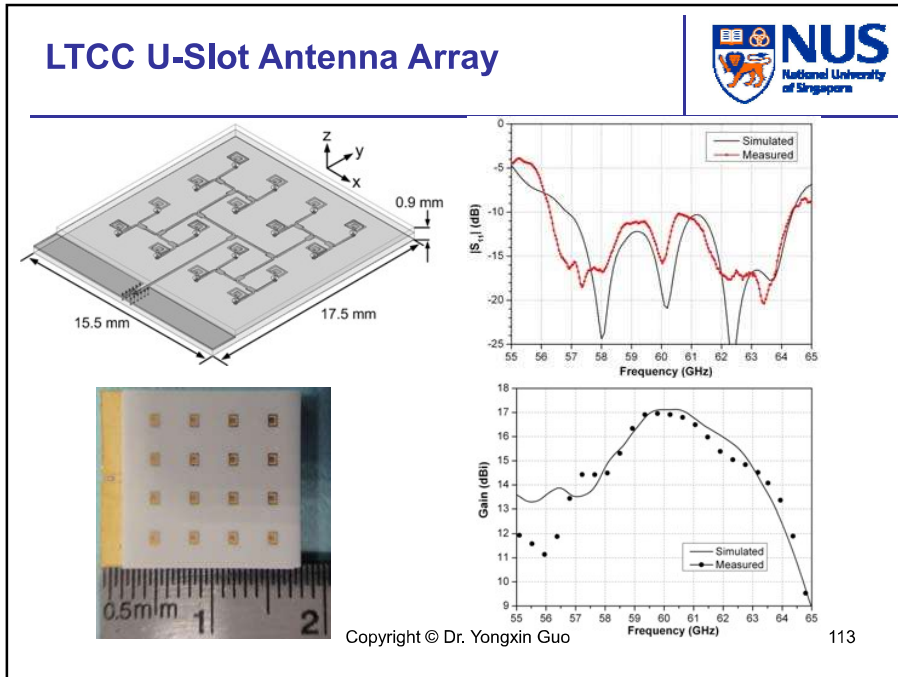 LTCC U-Slot Antenna Array
NUS
National University
of Singapore
z
y
x
0.9 mm
15.5 mm
17.5 mm
0
-5
-10
-15
-20
-25
|S₁₁| (dB)
Simulated
Measured
55 56 57 58 59 60 61 62 63 64 65
Frequency (GHz)
0.5mm
1
2
18
17
16
15
14
13
12
11
10
9
Gain (dBi)
Simulated
Measured
55 56 57 58 59 60 61 62 63 64 65
Frequency (GHz)
Copyright © Dr. Yongxin Guo
113